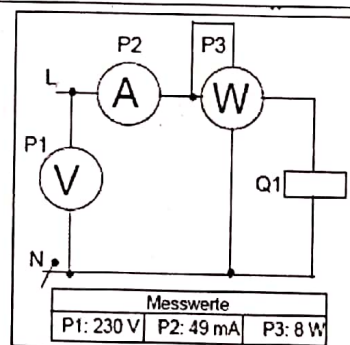 P2
P3
L
A
W
P1
V
Q1
N
Messwerte
P1: 230 V
P2: 49 mA
P3: 8 W